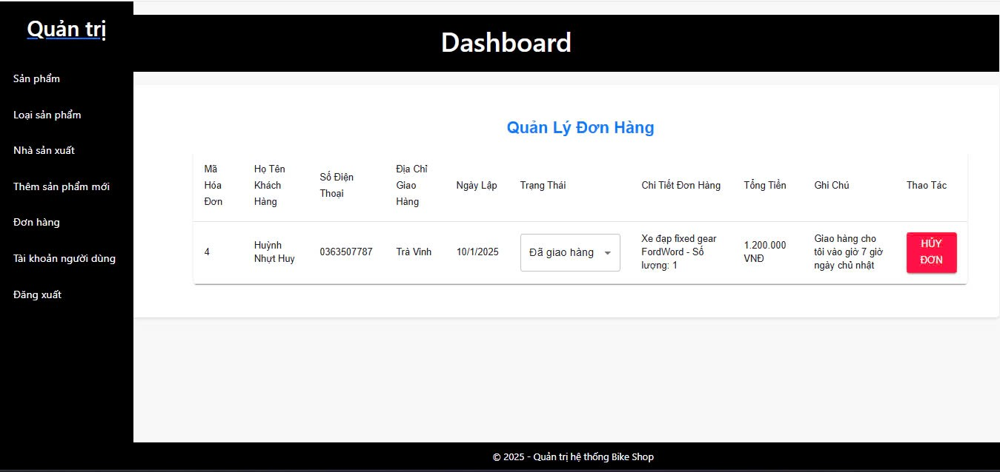 Quản trị
Sản phẩm
Loại sản phẩm
Nhà sản xuất
Thêm sản phẩm mới
Đơn hàng
Tài khoản người dùng
Đăng xuất
Dashboard
Quản Lý Đơn Hàng
Mã
Hóa
Đơn
Họ Tên
Khách
Hàng
Số Điện
Thoại
Địa Chỉ
Giao
Hàng
Ngày Lập
Trạng Thái
Chi Tiết Đơn Hàng
Tổng Tiền
Ghi Chú
Thao Tác
4
Huỳnh
Nhựt Huy
0363507787
Trà Vinh
10/1/2025
Đã giao hàng
Xe đạp fixed gear
FordWord - Số
lượng: 1
1.200.000
VNĐ
Giao hàng cho
tôi vào giờ 7 giờ
ngày chủ nhật
HỦY
ĐƠN
© 2025 - Quản trị hệ thống Bike Shop